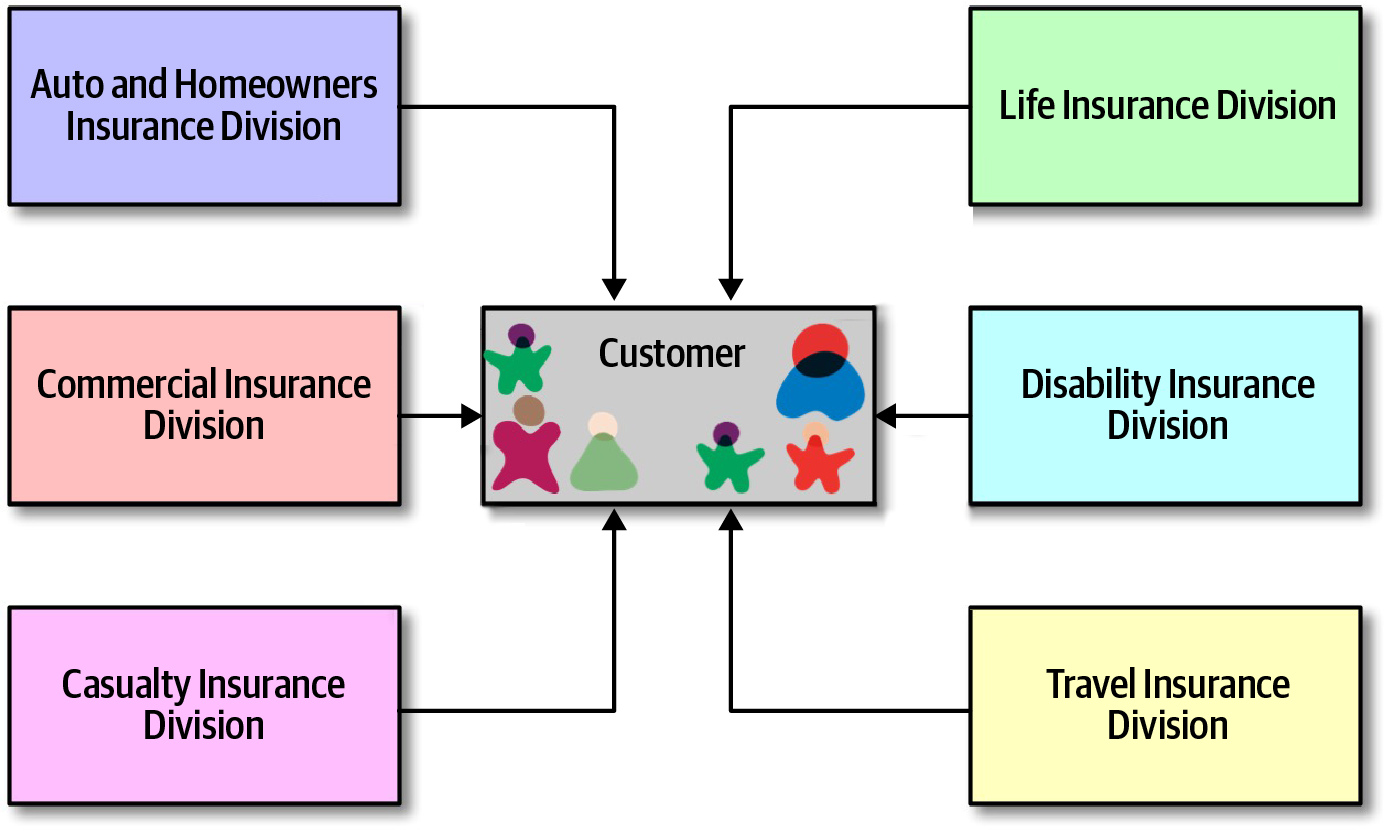 Auto and Homeowners
Insurance Division
Life Insurance Division
Commercial Insurance
Division
Customer
Disability Insurance
Division
Casualty Insurance
Division
Travel Insurance
Division